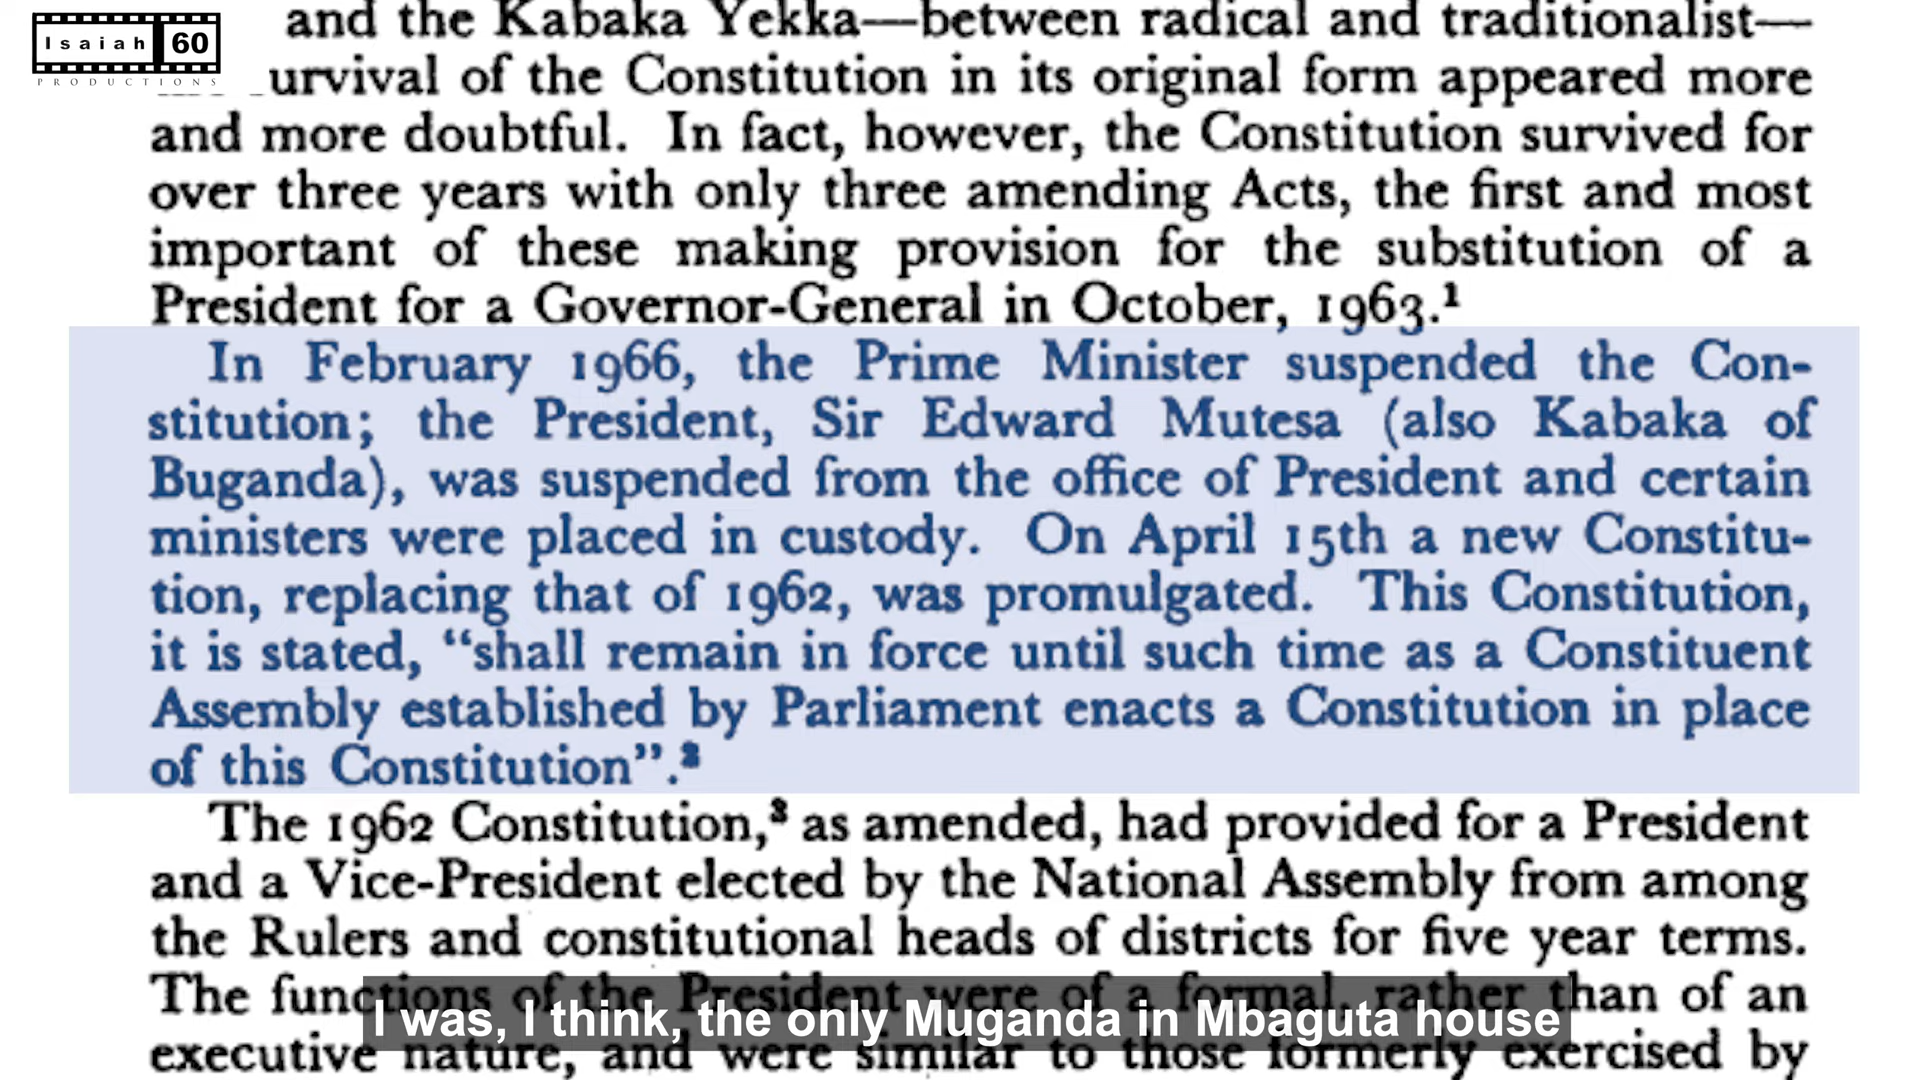 Isaiah 60
PRODUCTIONS
and the Kabaka Yekka—between radical and traditionalist—
urvival of the Constitution in its original form appeared more
and more doubtful. In fact, however, the Constitution survived for
over three years with only three amending Acts, the first and most
important of these making provision for the substitution of a
President for a Governor-General in October, 1963.¹
In February 1966, the Prime Minister suspended the Con-
stitution; the President, Sir Edward Mutesa (also Kabaka of
Buganda), was suspended from the office of President and certain
ministers were placed in custody. On April 15th a new Constitu-
tion, replacing that of 1962, was promulgated. This Constitution,
it is stated, “shall remain in force until such time as a Constituent
Assembly established by Parliament enacts a Constitution in place
of this Constitution”.²
The 1962 Constitution,³ as amended, had provided for a President
and a Vice-President elected by the National Assembly from among
the Rulers and constitutional heads of districts for five year terms.
The functions of the President were of a formal, rather than of an
I was, I think, the only Muganda in Mbaguta house
executive nature, and were similar to those formerly exercised by